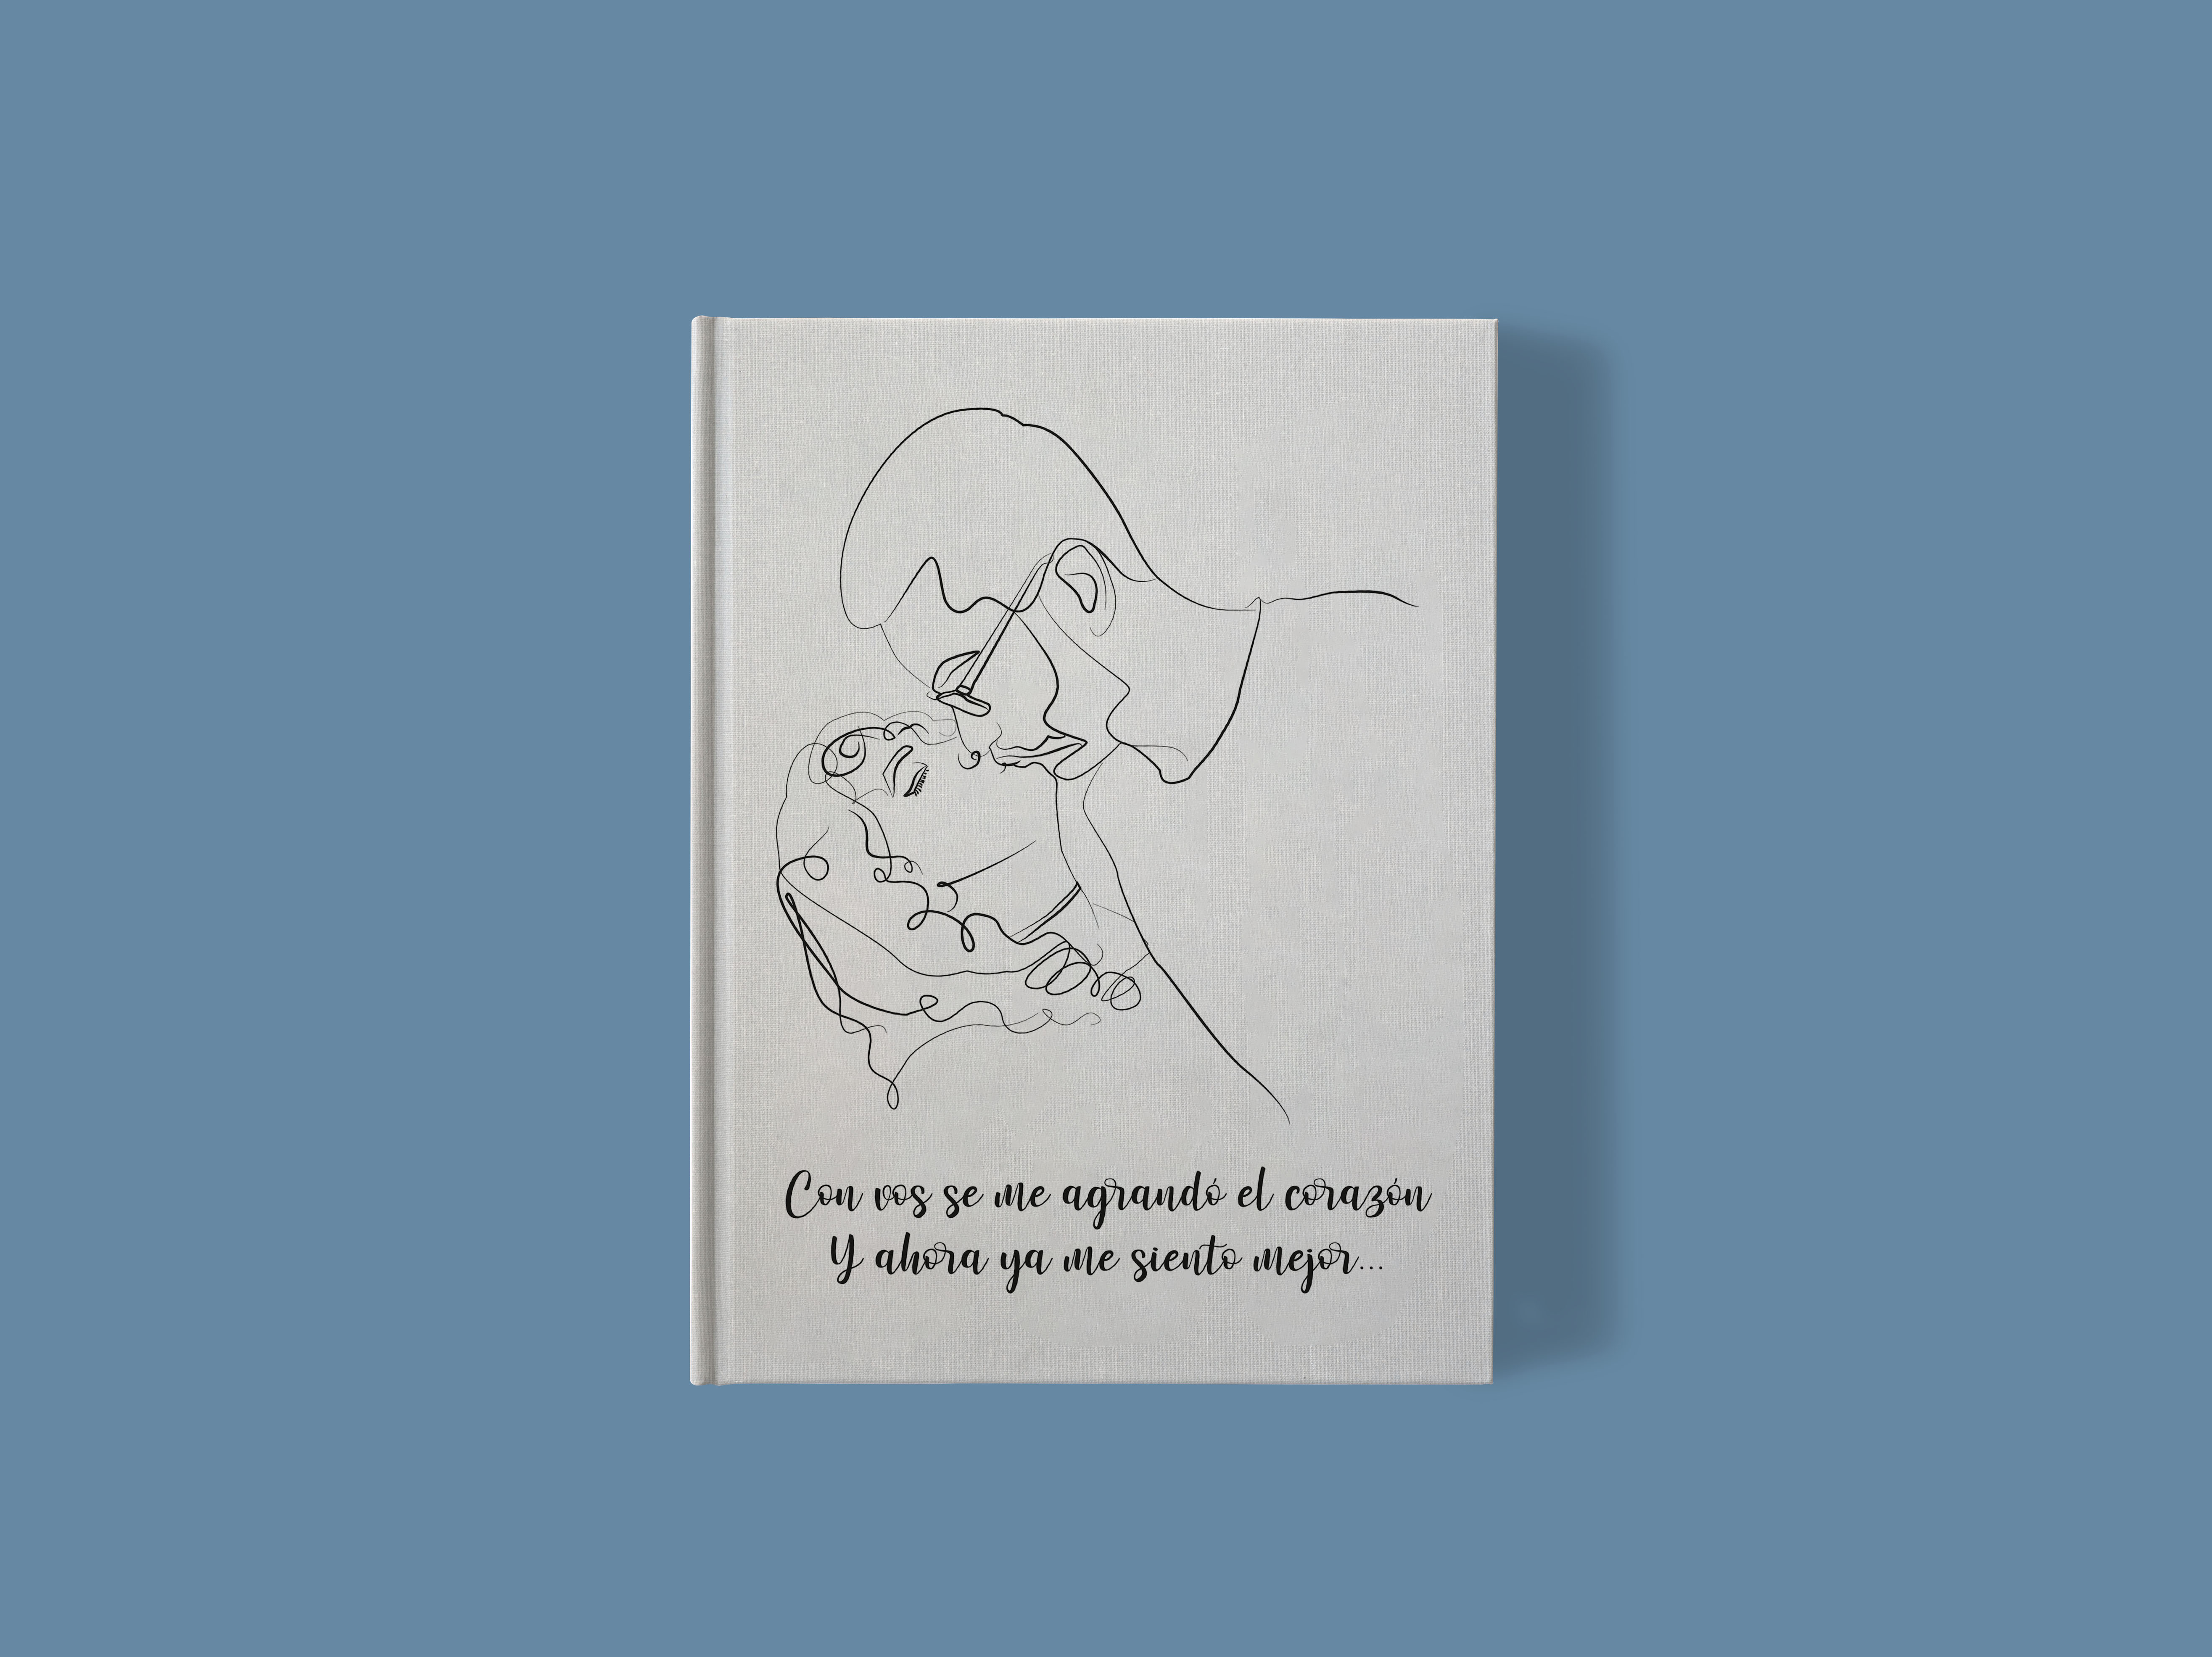 Con vos se me agrandó el corazón
Y ahora ya me siento mejor...